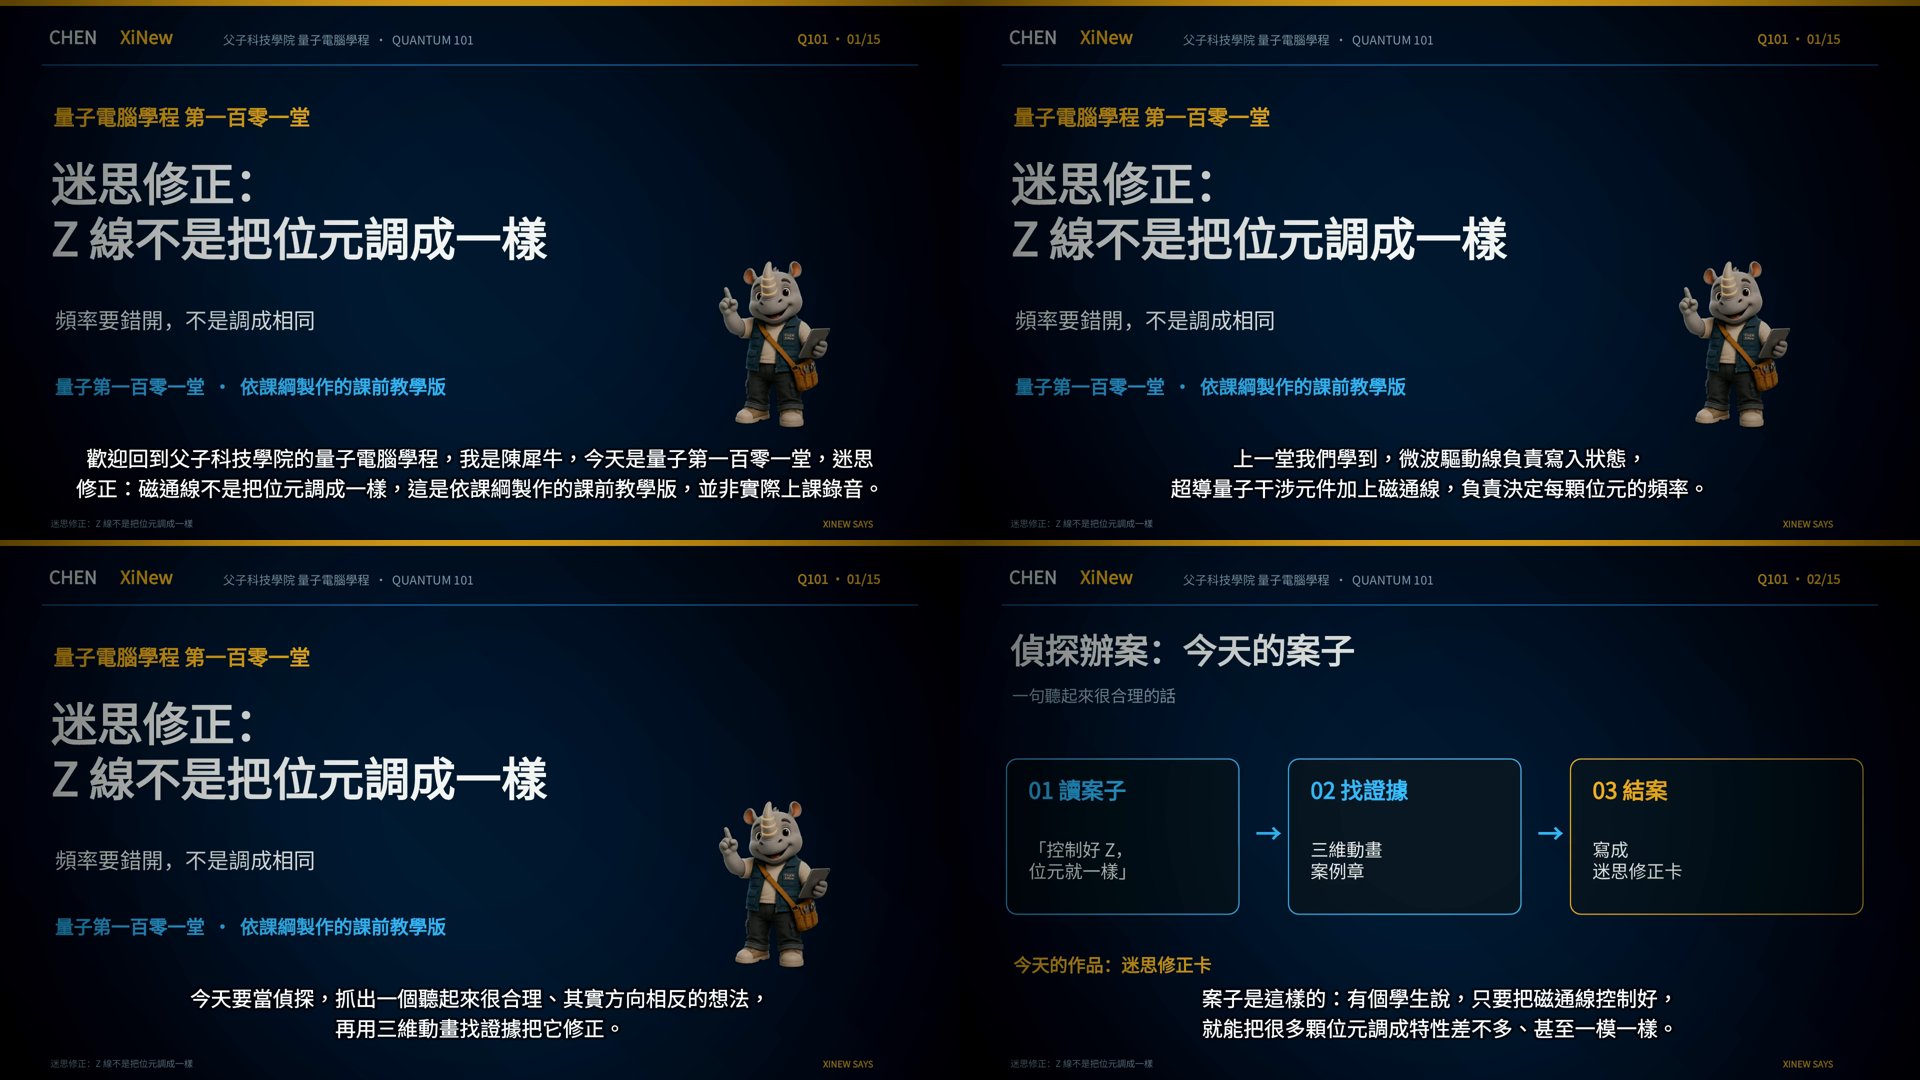 CHEN XiNew 父子科技學院 量子電腦學程 · QUANTUM 101 Q101 · 01/15
量子電腦學程 第一百零一堂
迷思修正：
Z 線不是把位元調成一樣
頻率要錯開，不是調成相同
量子第一百零一堂 · 依課綱製作的課前教學版
歡迎回到父子科技學院的量子電腦學程，我是陳犀牛，今天是量子第一百零一堂，迷思
修正：磁通線不是把位元調成一樣，這是依課綱製作的課前教學版，並非實際上課錄音。
迷思修正：Z 線不是把位元調成一樣 XINEW SAYS
CHEN XiNew 父子科技學院 量子電腦學程 · QUANTUM 101 Q101 · 01/15
量子電腦學程 第一百零一堂
迷思修正：
Z 線不是把位元調成一樣
頻率要錯開，不是調成相同
量子第一百零一堂 · 依課綱製作的課前教學版
上一堂我們學到，微波驅動線負責寫入狀態，
超導量子干涉元件加上磁通線，負責決定每顆位元的頻率。
迷思修正：Z 線不是把位元調成一樣 XINEW SAYS
CHEN XiNew 父子科技學院 量子電腦學程 · QUANTUM 101 Q101 · 01/15
量子電腦學程 第一百零一堂
迷思修正：
Z 線不是把位元調成一樣
頻率要錯開，不是調成相同
量子第一百零一堂 · 依課綱製作的課前教學版
今天要當偵探，抓出一個聽起來很合理、其實方向相反的想法，
再用三維動畫找證據把它修正。
迷思修正：Z 線不是把位元調成一樣 XINEW SAYS
CHEN XiNew 父子科技學院 量子電腦學程 · QUANTUM 101 Q101 · 02/15
偵探辦案：今天的案子
一句聽起來很合理的話
01 讀案子
「控制好 Z，
位元就一樣」
→
02 找證據
三維動畫
案例章
→
03 結案
寫成
迷思修正卡
今天的作品：迷思修正卡
案子是這樣的：有個學生說，只要把磁通線控制好，
就能把很多顆位元調成特性差不多、甚至一模一樣。
迷思修正：Z 線不是把位元調成一樣 XINEW SAYS